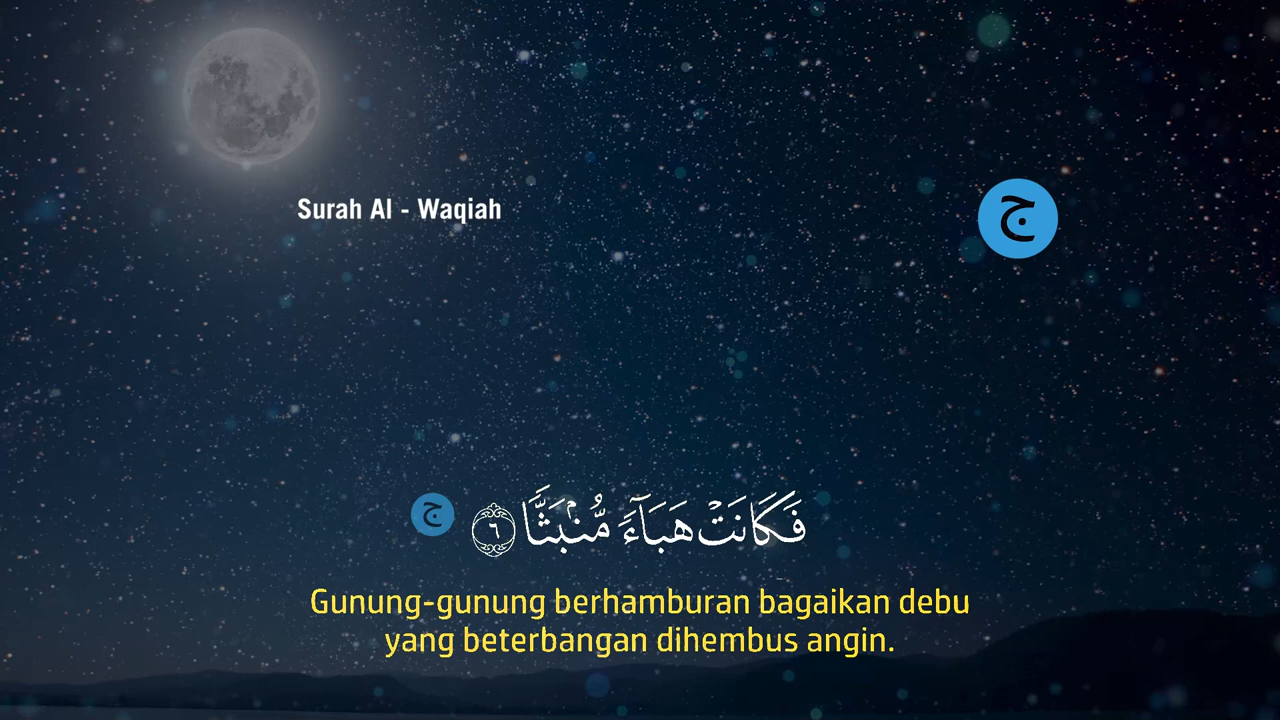 Surah Al - Waqiah
ج
فَكَانَتْ هَبَآءً مُّنۢبَثًّا ٦
ج
Gunung-gunung berhamburan bagaikan debu
yang beterbangan dihembus angin.